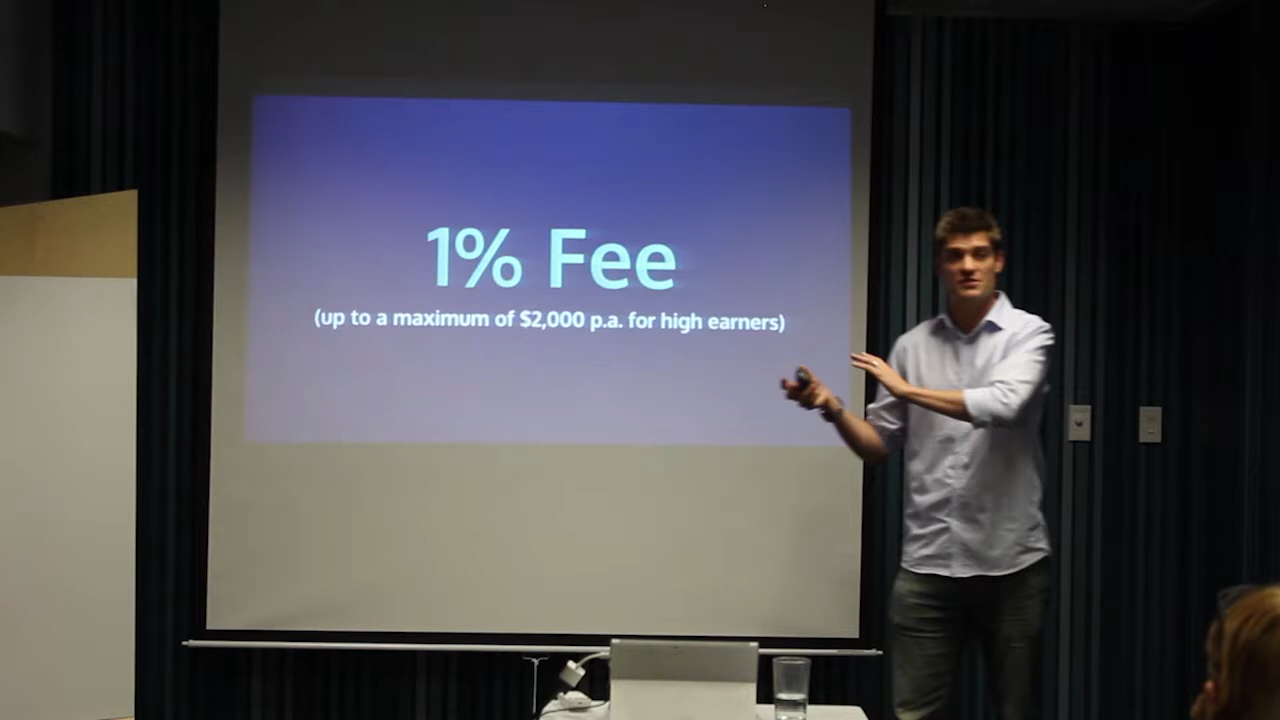 1% Fee
(up to a maximum of $2,000 p.a. for high earners)